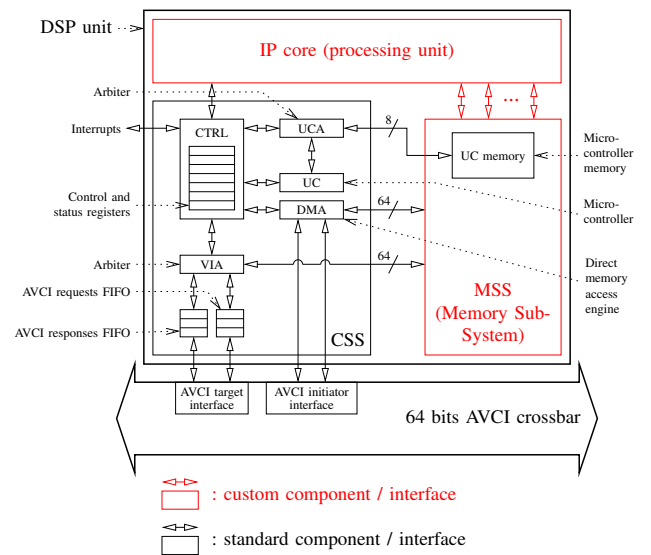 DSP unit
IP core (processing unit)
Arbiter
...
Interrupts
CTRL
UCA
8
UC memory
Micro-
controller
memory
Control and
status registers
UC
DMA
64
Micro-
controller
Arbiter
VIA
64
Direct
memory
access
engine
AVCI requests FIFO
AVCI responses FIFO
CSS
MSS
(Memory Sub-
System)
AVCI target
interface
AVCI initiator
interface
64 bits AVCI crossbar
: custom component / interface
: standard component / interface